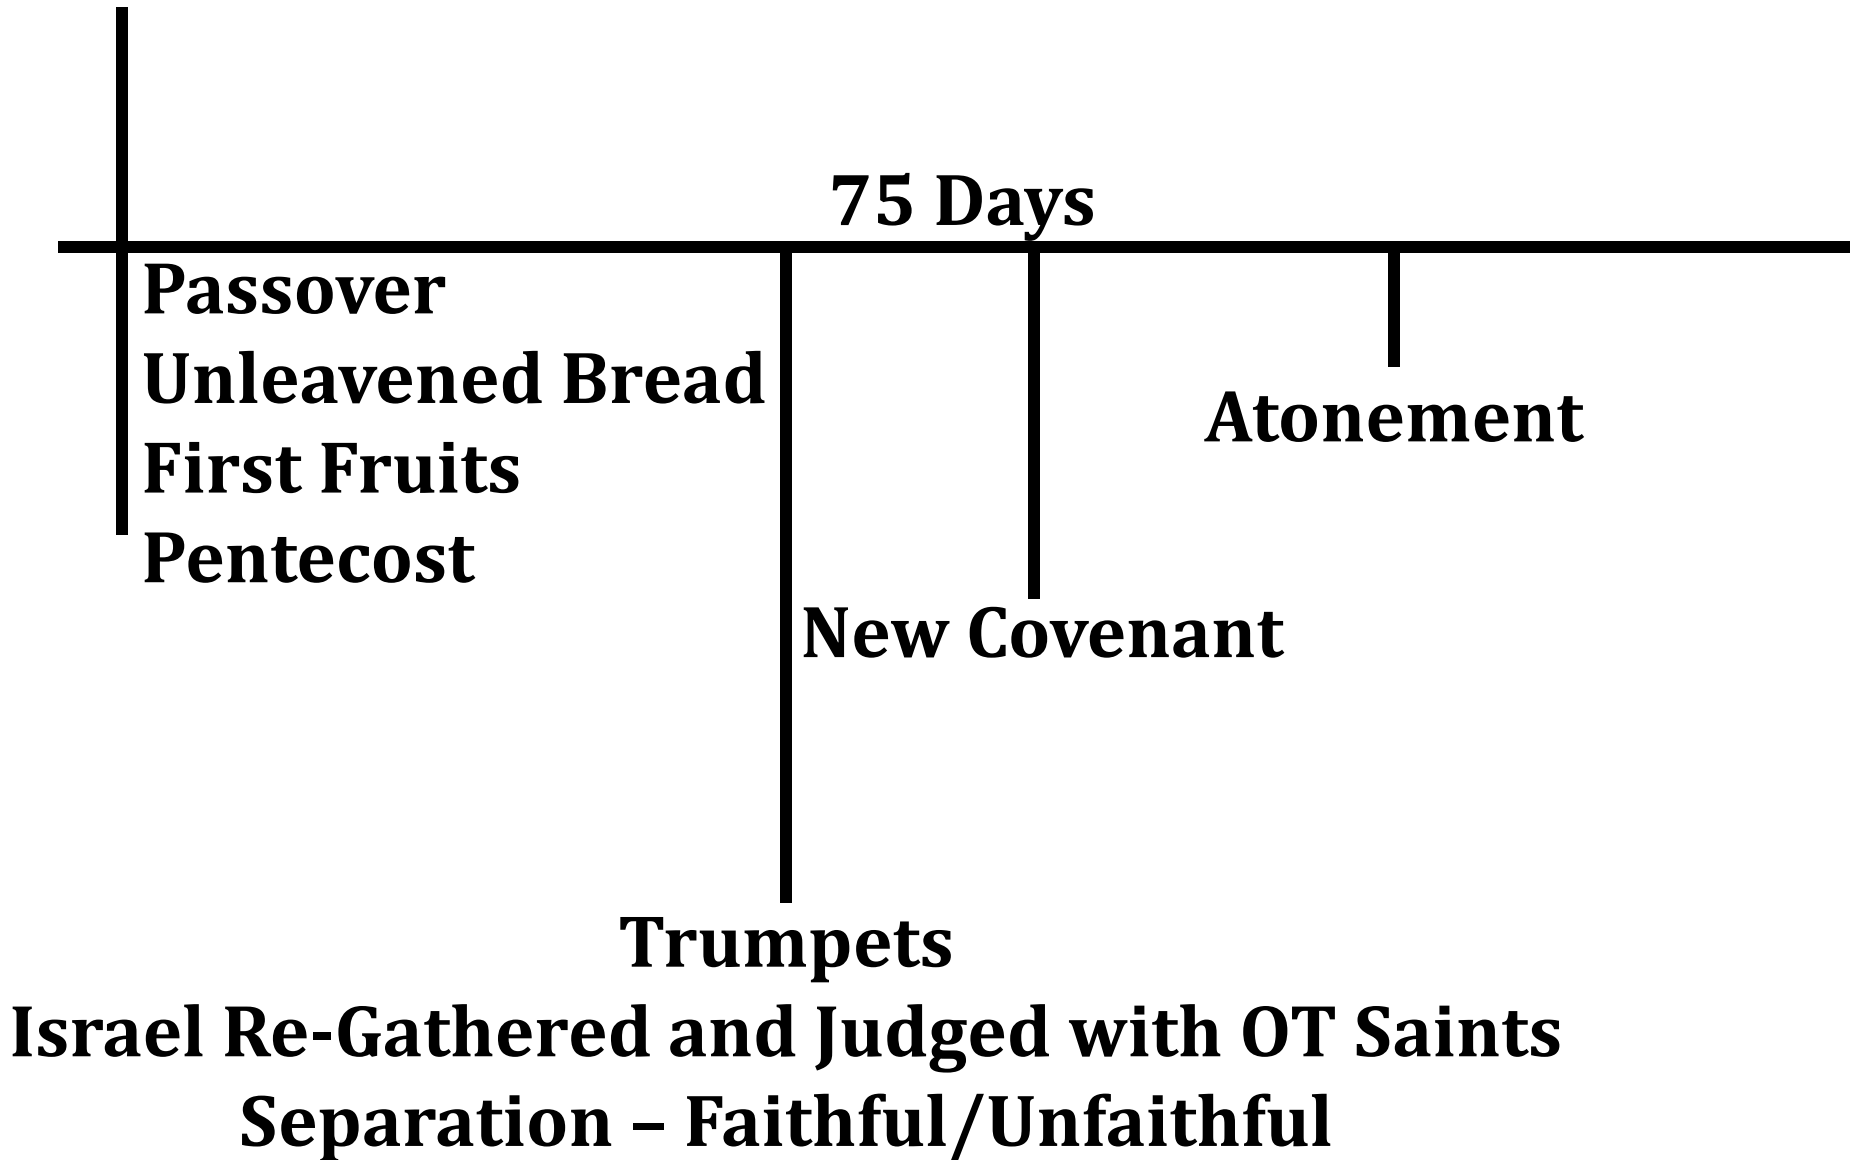 75 Days
Passover
Unleavened Bread
First Fruits
Pentecost
Atonement
New Covenant
Trumpets
Israel Re-Gathered and Judged with OT Saints
Separation – Faithful/Unfaithful